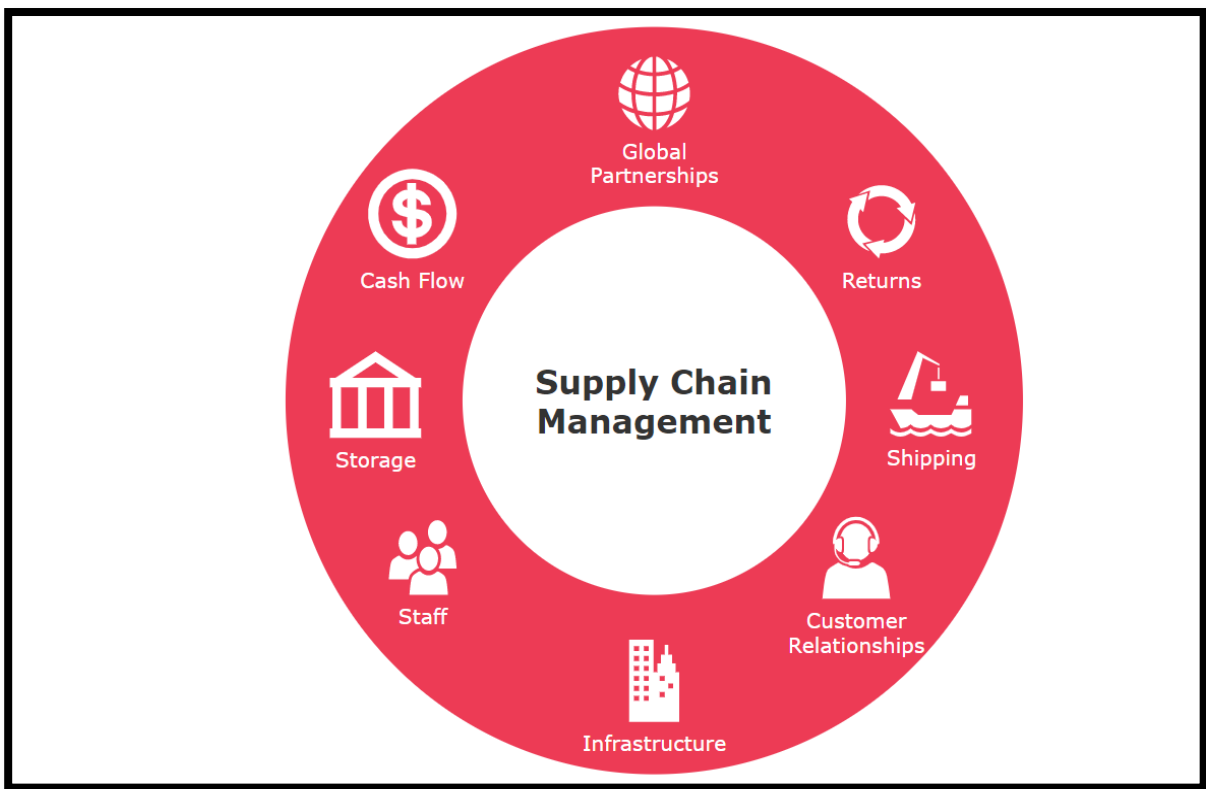 Global
Partnerships
Returns
Shipping
Customer
Relationships
Infrastructure
Staff
Storage
Cash Flow
Supply Chain
Management